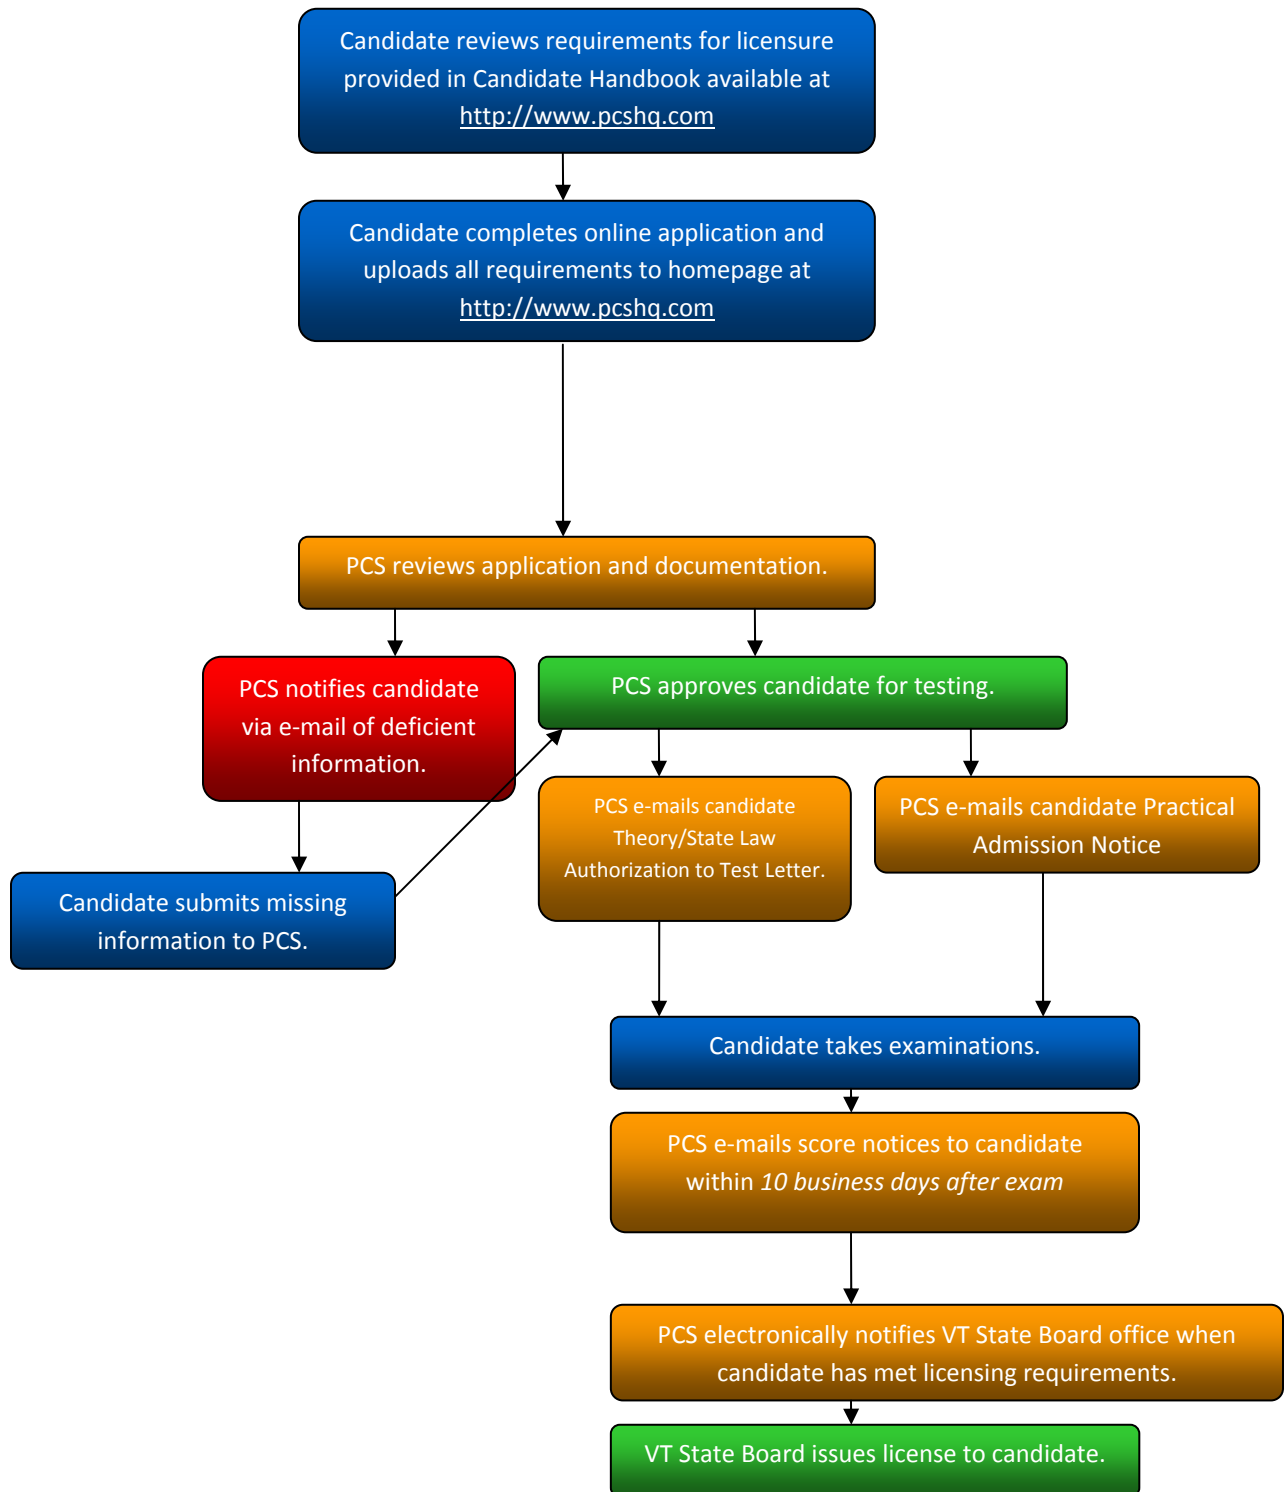 Candidate reviews requirements for licensure
provided in Candidate Handbook available at
http://www.pcshq.com
Candidate completes online application and
uploads all requirements to homepage at
http://www.pcshq.com
PCS reviews application and documentation.
PCS notifies candidate
via e-mail of deficient
information.
PCS approves candidate for testing.
PCS e-mails candidate
Theory/State Law
Authorization to Test Letter.
PCS e-mails candidate Practical
Admission Notice
Candidate submits missing
information to PCS.
Candidate takes examinations.
PCS e-mails score notices to candidate
within 10 business days after exam
PCS electronically notifies VT State Board office when
candidate has met licensing requirements.
VT State Board issues license to candidate.